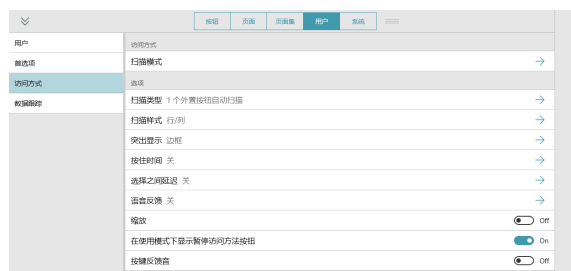 按钮 页面 页面集 用户 系统
用户
首选项
访问方式
数据跟踪
访问方式
扫描模式
选项
扫描类型 1 个外置按钮自动扫描
扫描样式 行/列
突出显示 边框
按住时间 关
选择之间延迟 关
语音反馈 关
缩放 Off
在使用模式下显示暂停访问方法按钮 On
按键反馈音 Off